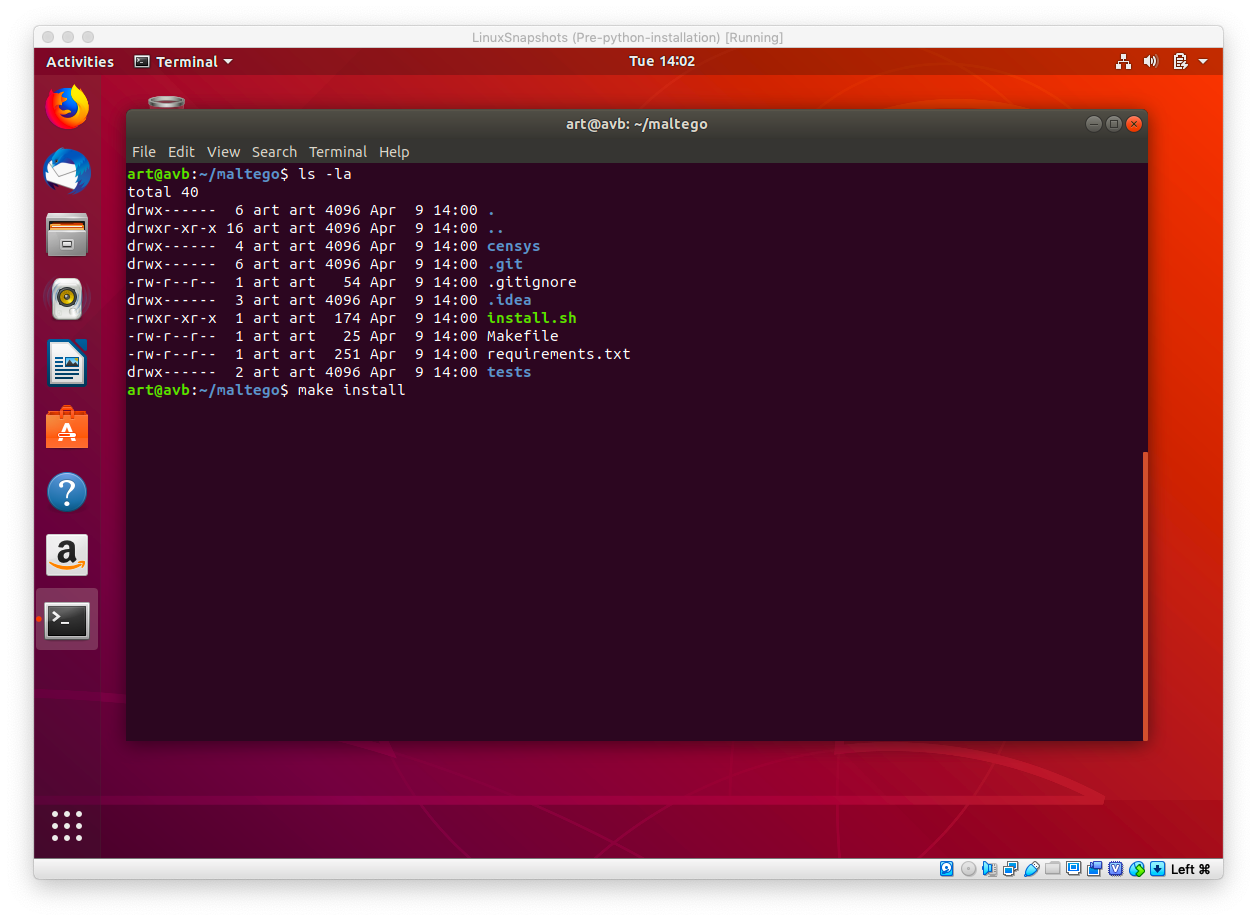 LinuxSnapshots (Pre-python-installation) [Running]
Activities Terminal Tue 14:02
art@avb: ~/maltego
File Edit View Search Terminal Help
art@avb:~/maltego$ ls -la
total 40
drwx------  6 art art 4096 Apr  9 14:00 .
drwxr-xr-x 16 art art 4096 Apr  9 14:00 ..
drwx------  4 art art 4096 Apr  9 14:00 censys
drwx------  6 art art 4096 Apr  9 14:00 .git
-rw-r--r--  1 art art   54 Apr  9 14:00 .gitignore
drwx------  3 art art 4096 Apr  9 14:00 .idea
-rwxr-xr-x  1 art art  174 Apr  9 14:00 install.sh
-rw-r--r--  1 art art   25 Apr  9 14:00 Makefile
-rw-r--r--  1 art art  251 Apr  9 14:00 requirements.txt
drwx------  2 art art 4096 Apr  9 14:00 tests
art@avb:~/maltego$ make install
Left ⌘